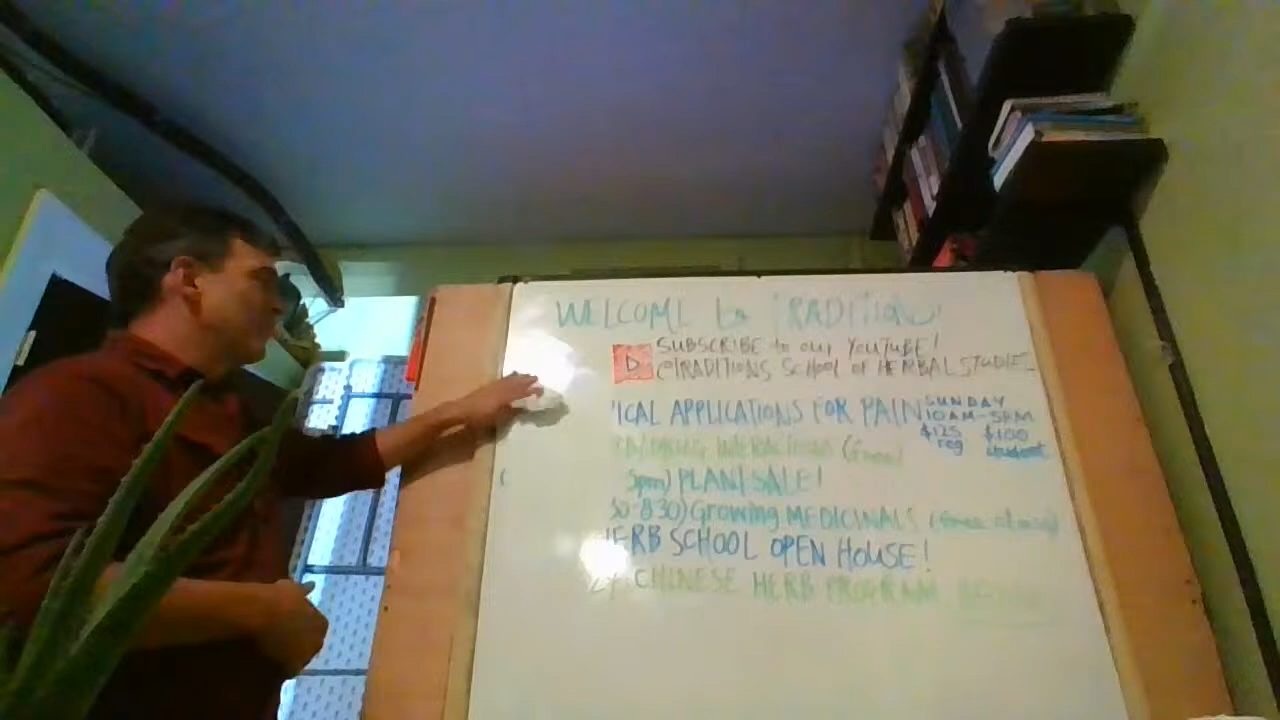 WELCOME to TRADITIONS!
SUBSCRIBE to our YOUTUBE!
@TRADITIONS SCHOOL OF HERBAL STUDIES
ICAL APPLICATIONS FOR PAIN SUNDAY 10AM-5PM
$125 reg $100 student
(free)
5pm) PLANT SALE!
30-8:30) Growing MEDICINALS
HERB SCHOOL OPEN HOUSE!
CHINESE HERB PROGRAM